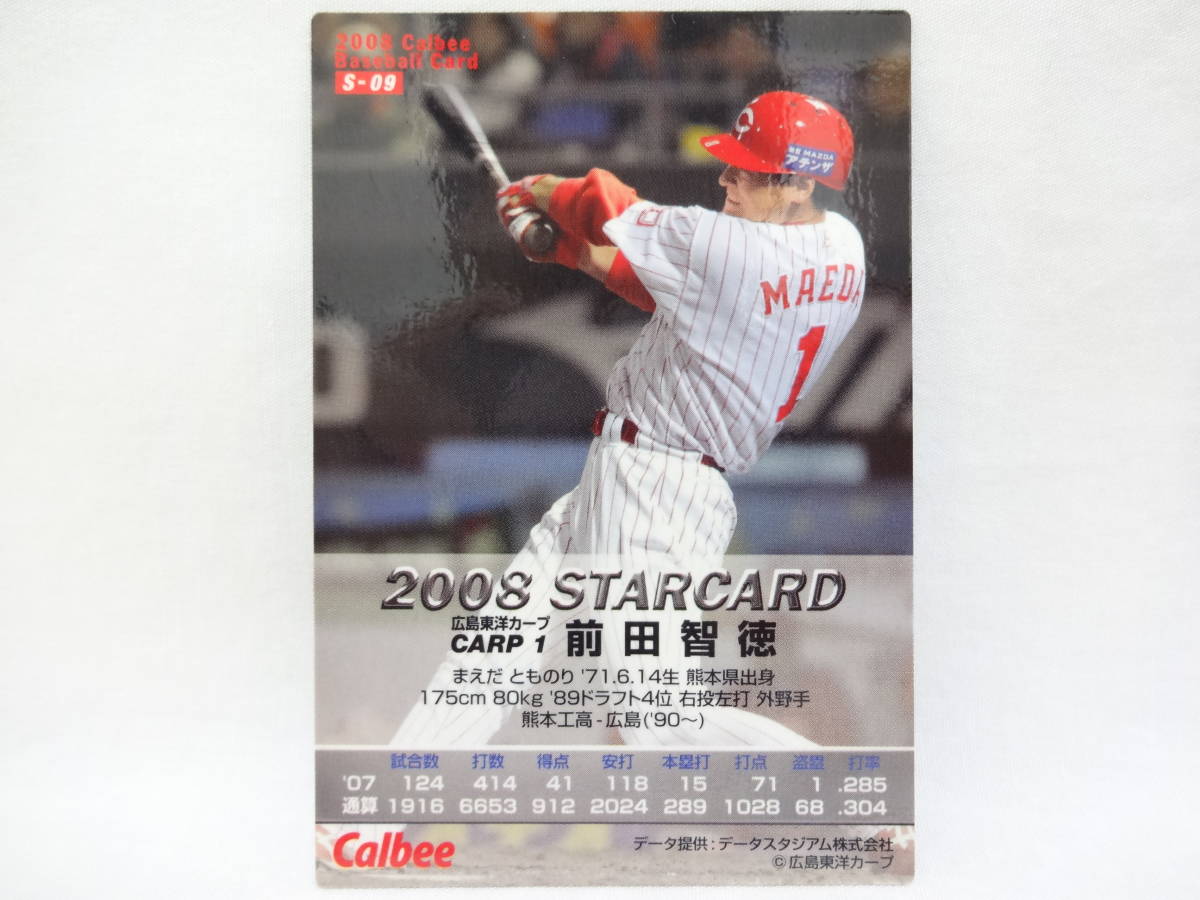 2008 Calbee
Baseball Card
S-09
MAZDA
アテンザ
MAEDA
1
2008 STARCARD
広島東洋カープ
CARP 1 前田智徳
まえだ とものり '71.6.14生 熊本県出身
175cm 80kg '89ドラフト4位 右投左打 外野手
熊本工高-広島('90〜)
試合数 打数 得点 安打 本塁打 打点 盗塁 打率
'07 124 414 41 118 15 71 1 .285
通算 1916 6653 912 2024 289 1028 68 .304
Calbee
データ提供:データスタジアム株式会社
©広島東洋カープ